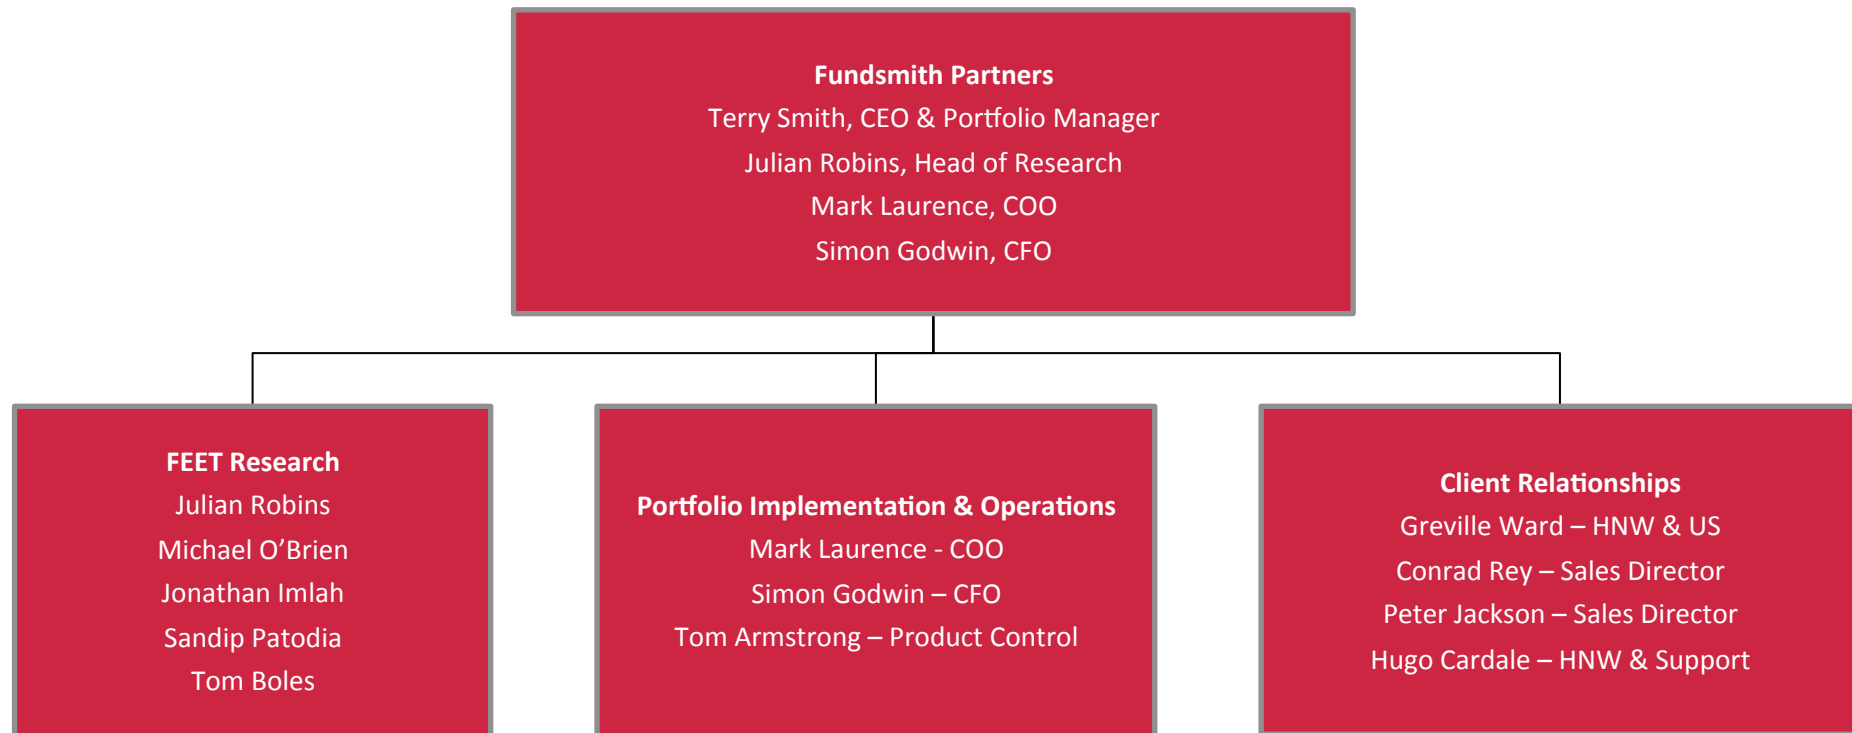 Fundsmith Partners
Terry Smith, CEO & Portfolio Manager
Julian Robins, Head of Research
Mark Laurence, COO
Simon Godwin, CFO
FEET Research
Julian Robins
Michael O’Brien
Jonathan Imlah
Sandip Patodia
Tom Boles
Portfolio Implementation & Operations
Mark Laurence - COO
Simon Godwin – CFO
Tom Armstrong – Product Control
Client Relationships
Greville Ward – HNW & US
Conrad Rey – Sales Director
Peter Jackson – Sales Director
Hugo Cardale – HNW & Support